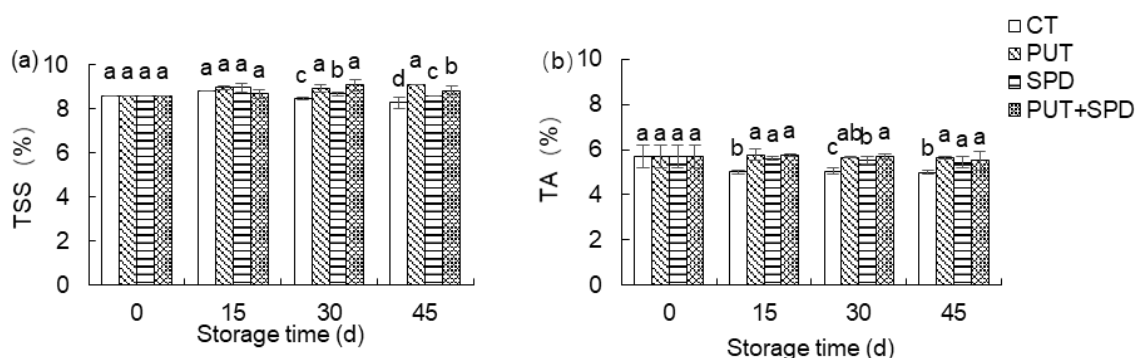 (a)
TSS (%)
10
8
6
4
2
0
a a a a
a a a a
c a b a
d a c b
0 15 30 45
Storage time (d)
(b)
TA (%)
10
8
6
4
2
0
a a a a
b a a a
c ab b a
b a a a
0 15 30 45
Storage time (d)
CT
PUT
SPD
PUT+SPD